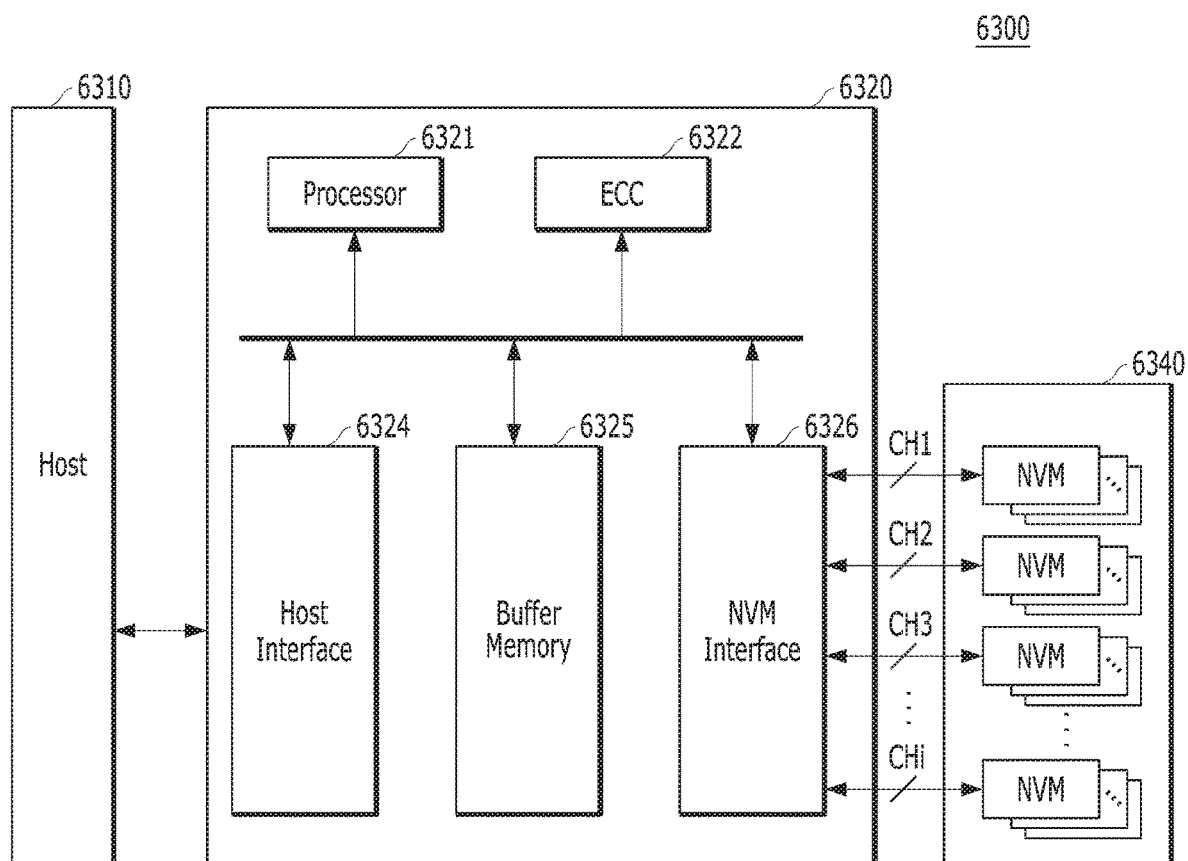 6300
6310
6320
6321
6322
Processor
ECC
6340
6324
6325
6326
CH1
Host
NVM
CH2
NVM
Host
Interface
Buffer
Memory
NVM
Interface
CH3
NVM
CHi
NVM